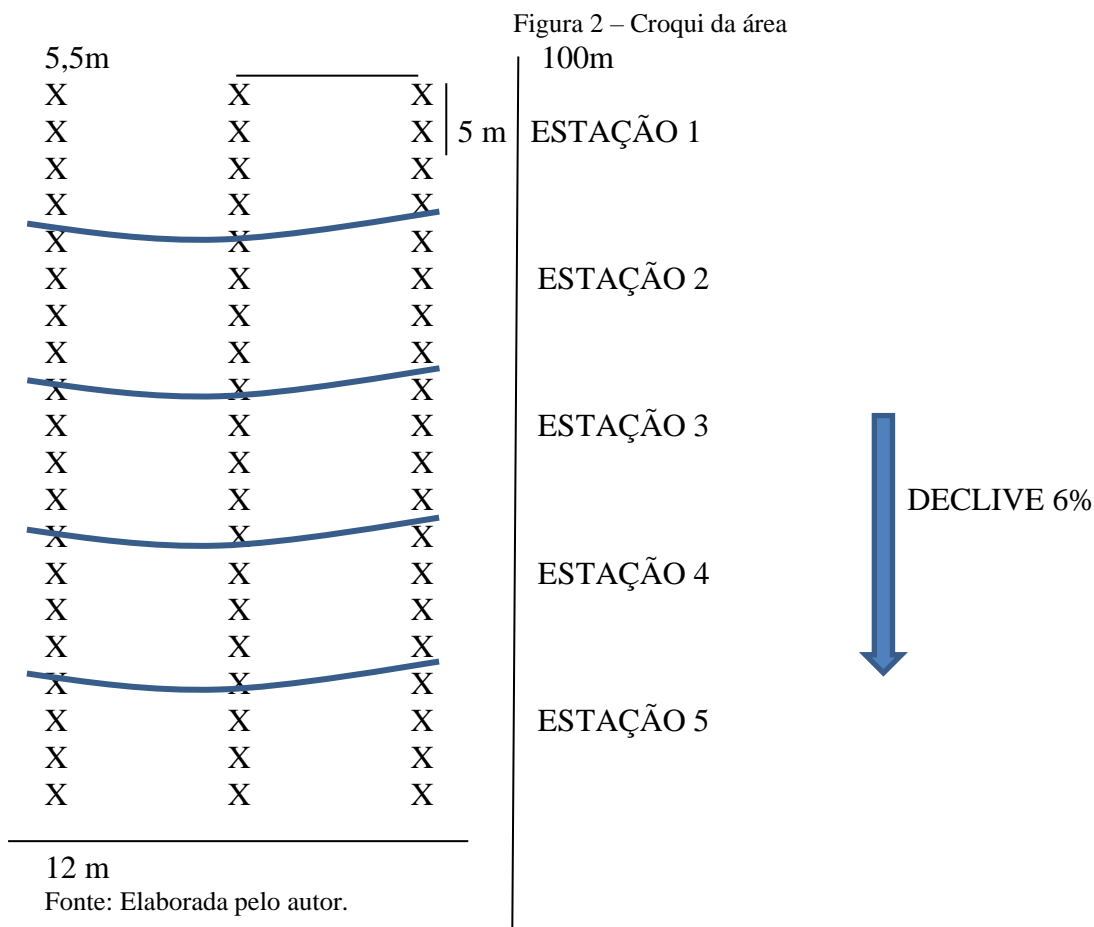 Figura 2 – Croqui da área
5,5m 100m
X X X
X X X 5 m ESTAÇÃO 1
X X X
X X X
X X X
X X X ESTAÇÃO 2
X X X
X X X
X X X
X X X ESTAÇÃO 3
X X X
X X X DECLIVE 6%
X X X
X X X ESTAÇÃO 4
X X X
X X X
X X X
X X X ESTAÇÃO 5
X X X
X X X
12 m
Fonte: Elaborada pelo autor.